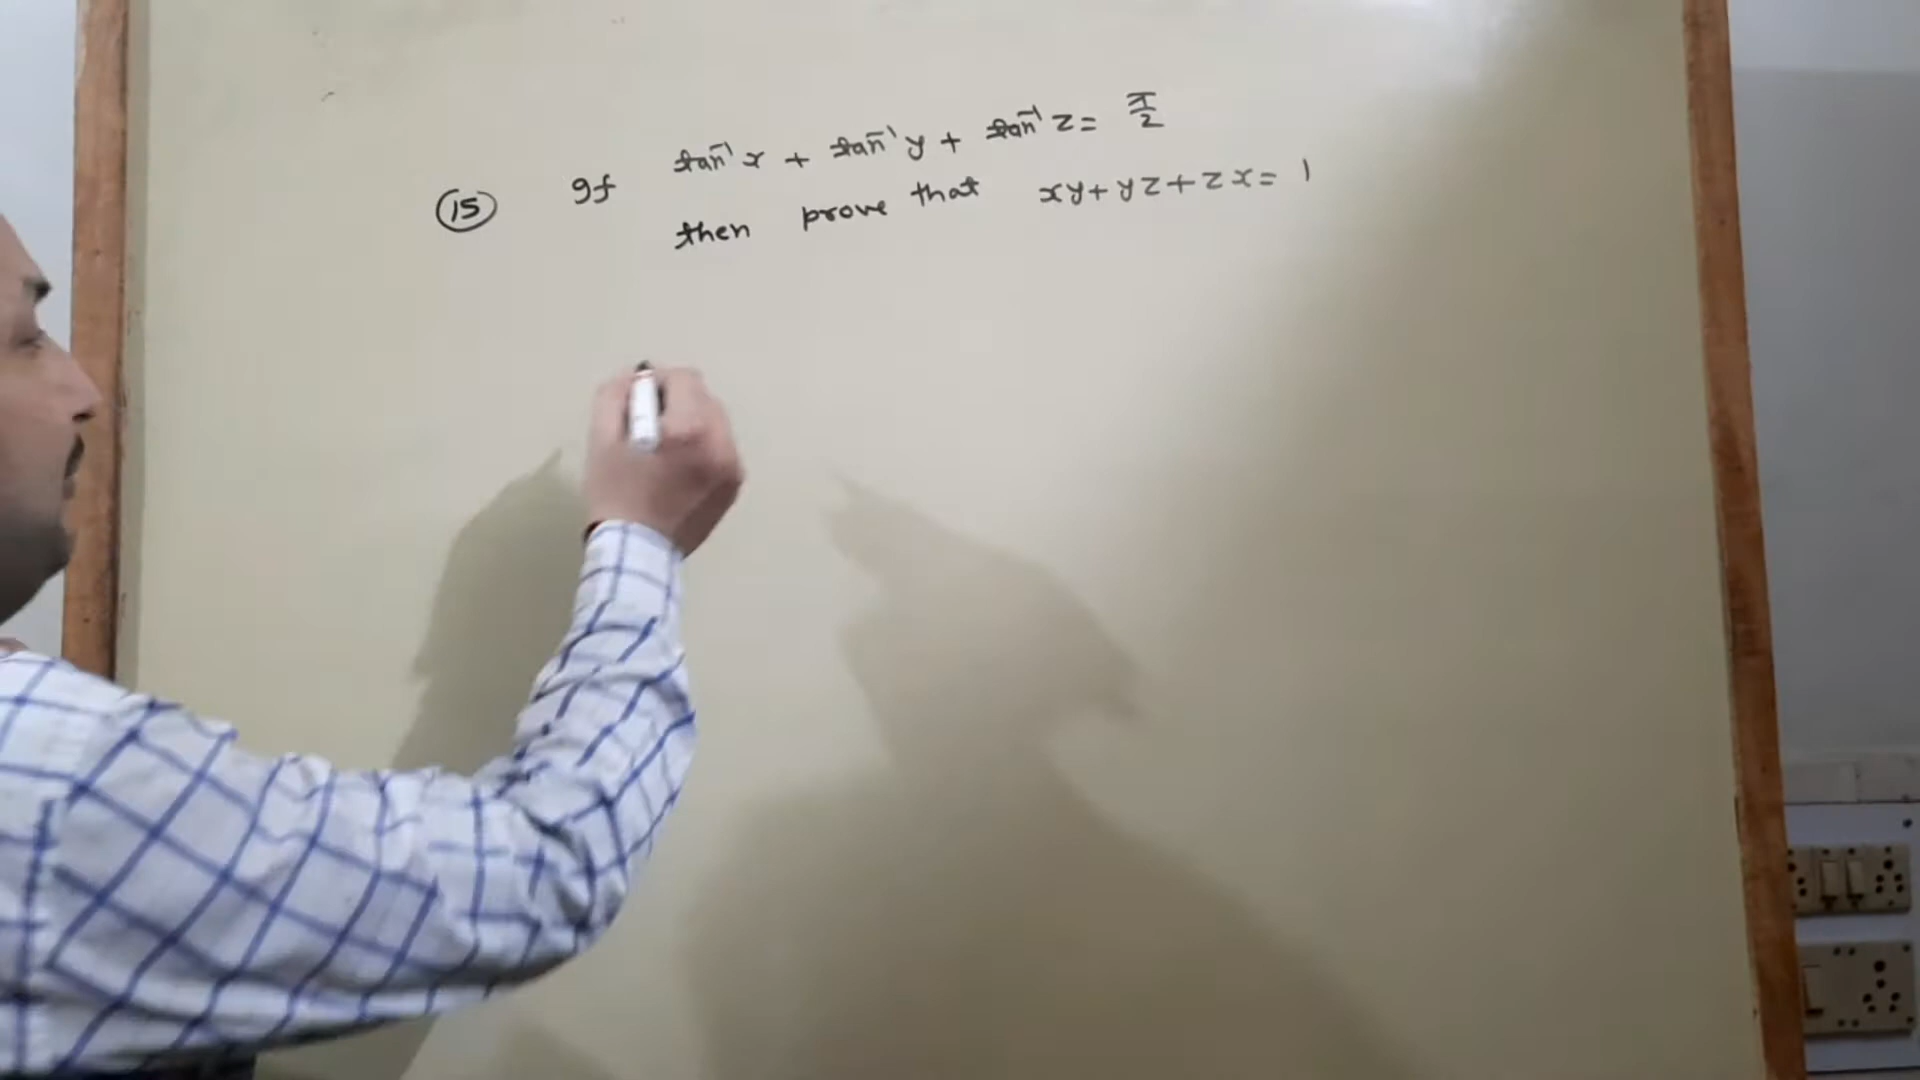 (15) If tan⁻¹x + tan⁻¹y + tan⁻¹z = π/2
then prove that xy + yz + zx = 1